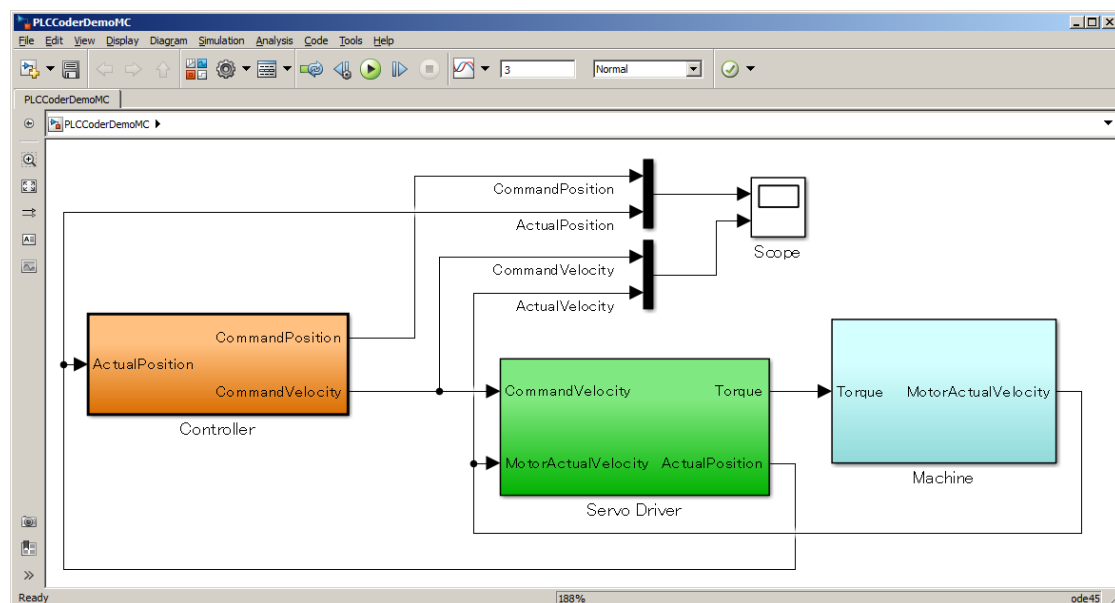 PLCCoderDemoMC
File Edit View Display Diagram Simulation Analysis Code Tools Help
3 Normal
PLCCoderDemoMC
PLCCoderDemoMC
CommandPosition
ActualPosition
Scope
CommandVelocity
ActualVelocity
CommandPosition
ActualPosition
CommandVelocity
Controller
CommandVelocity Torque
MotorActualVelocity ActualPosition
Servo Driver
Torque MotorActualVelocity
Machine
Ready 188% ode45